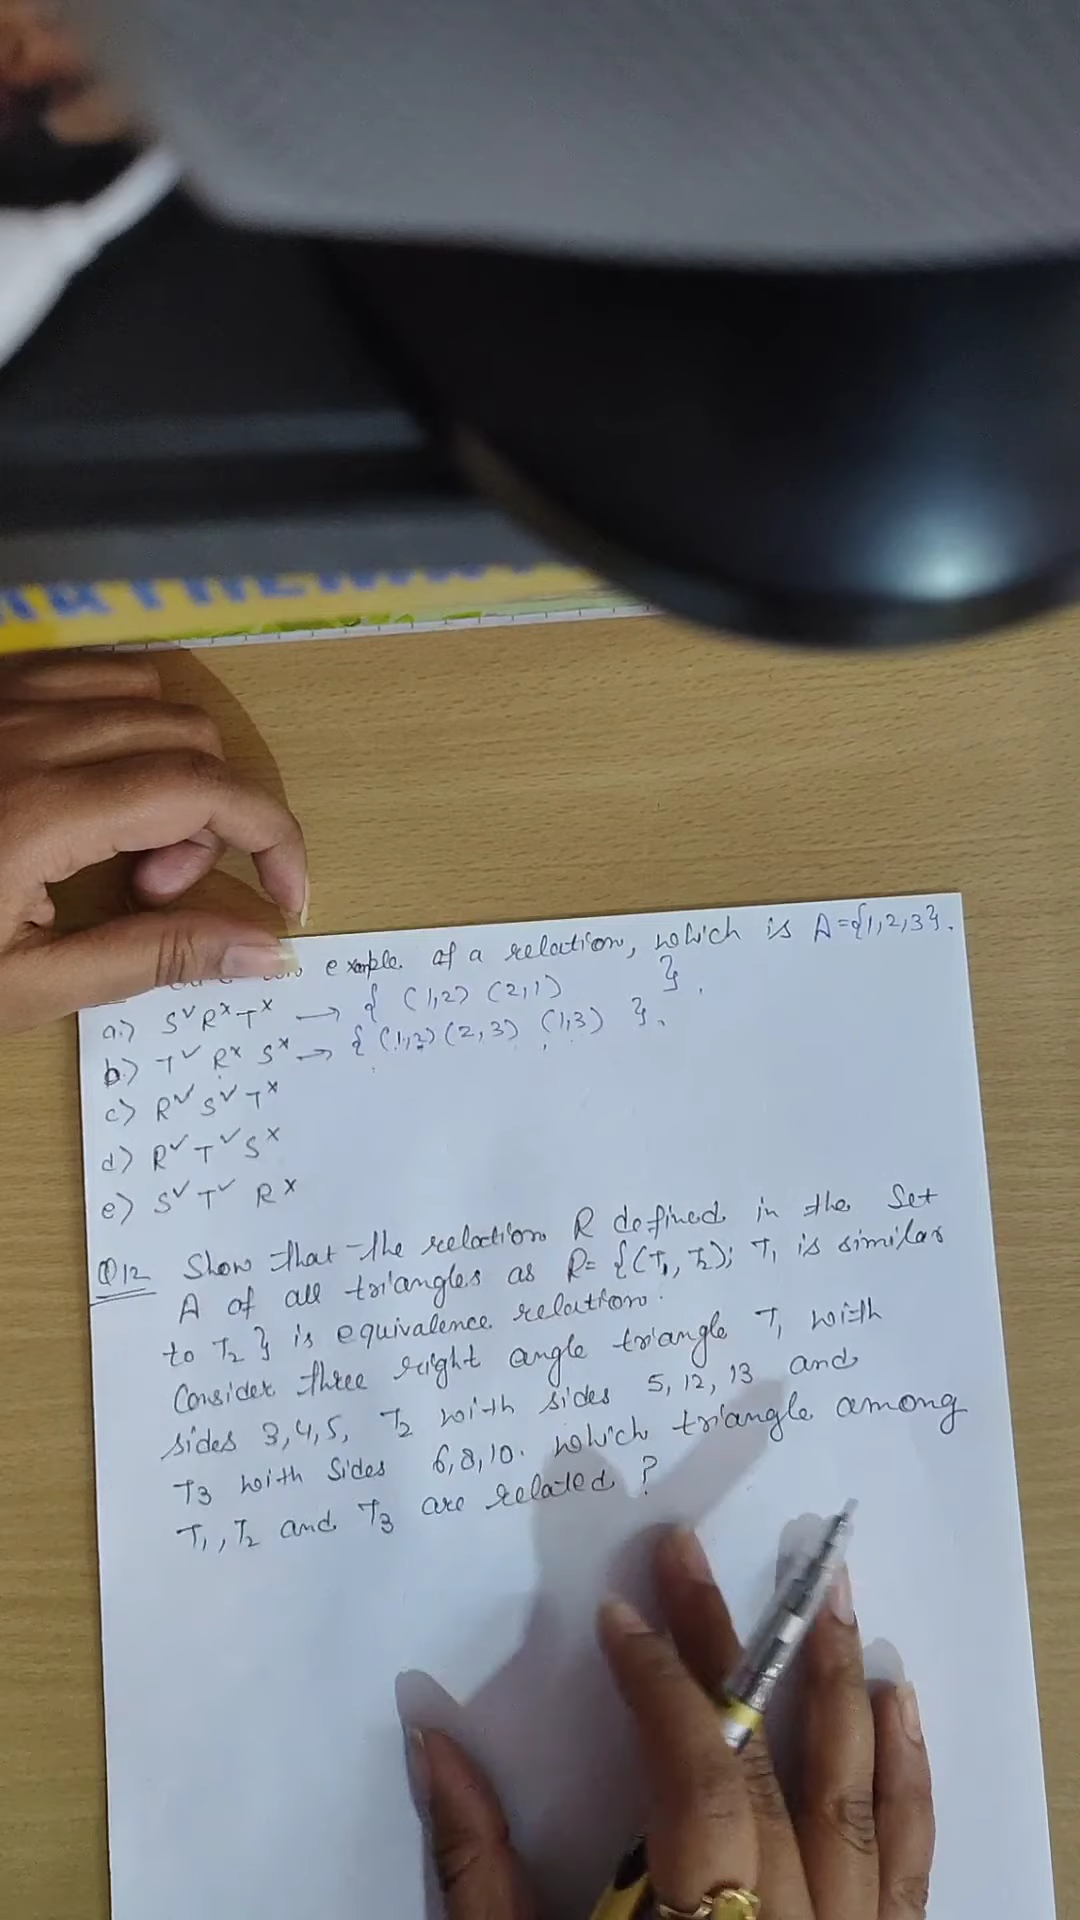 example of a relation, which is A={1,2,3}.
a.) S✓ R× T× → { (1,2) (2,1) }.
b.) T✓ R× S× → { (1,2) (2,3) (1,3) }.
c) R✓ S✓ T×
d) R✓ T✓ S×
e) S✓ T✓ R×
Q12 Show that the relation R defined in the Set
A of all triangles as R= {(T₁, T₂); T₁ is similar
to T₂ } is equivalence relation.
Consider three right angle triangle T₁ with
sides 3,4,5, T₂ with sides 5, 12, 13 and
T3 with Sides 6,8,10. which triangle among
T₁, T₂ and T3 are related ?